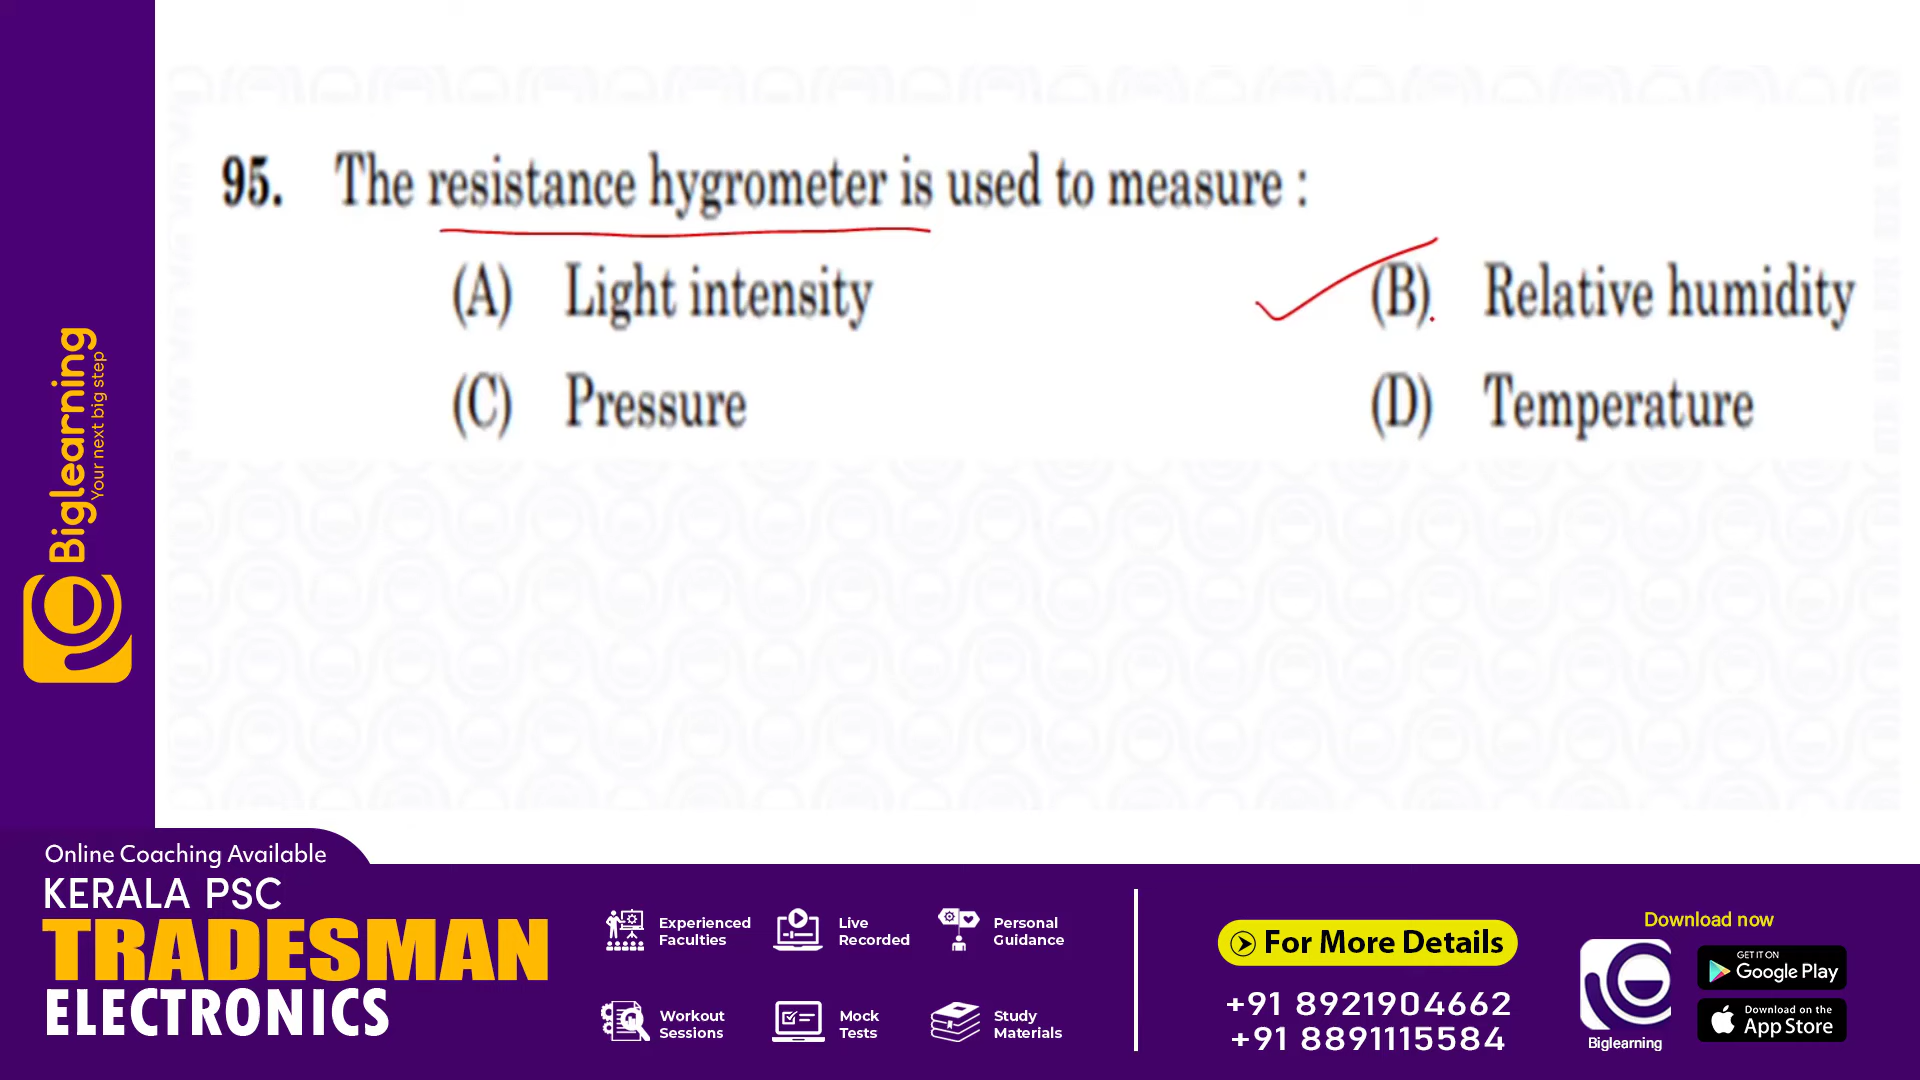 95. The resistance hygrometer is used to measure :
(A) Light intensity
(B) Relative humidity
(C) Pressure
(D) Temperature
Biglearning
Your next big step
Online Coaching Available
KERALA PSC
TRADESMAN
ELECTRONICS
Experienced
Faculties
Live
Recorded
Personal
Guidance
Workout
Sessions
Mock
Tests
Study
Materials
For More Details
+91 8921904662
+91 8891115584
Download now
GET IT ON
Google Play
Download on the
App Store
Biglearning